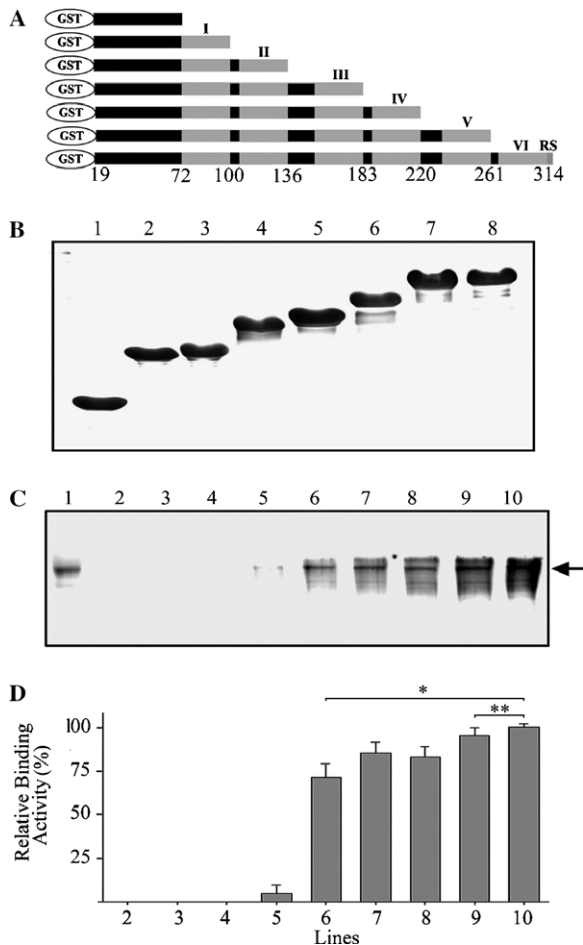 A
GST
GST I
GST II
GST III
GST IV
GST V
GST VI RS
19 72 100 136 183 220 261 314
B
1 2 3 4 5 6 7 8
C
1 2 3 4 5 6 7 8 9 10
D
* 
**
Relative Binding
Activity (%)
100
75
50
25
2 3 4 5 6 7 8 9 10
Lines